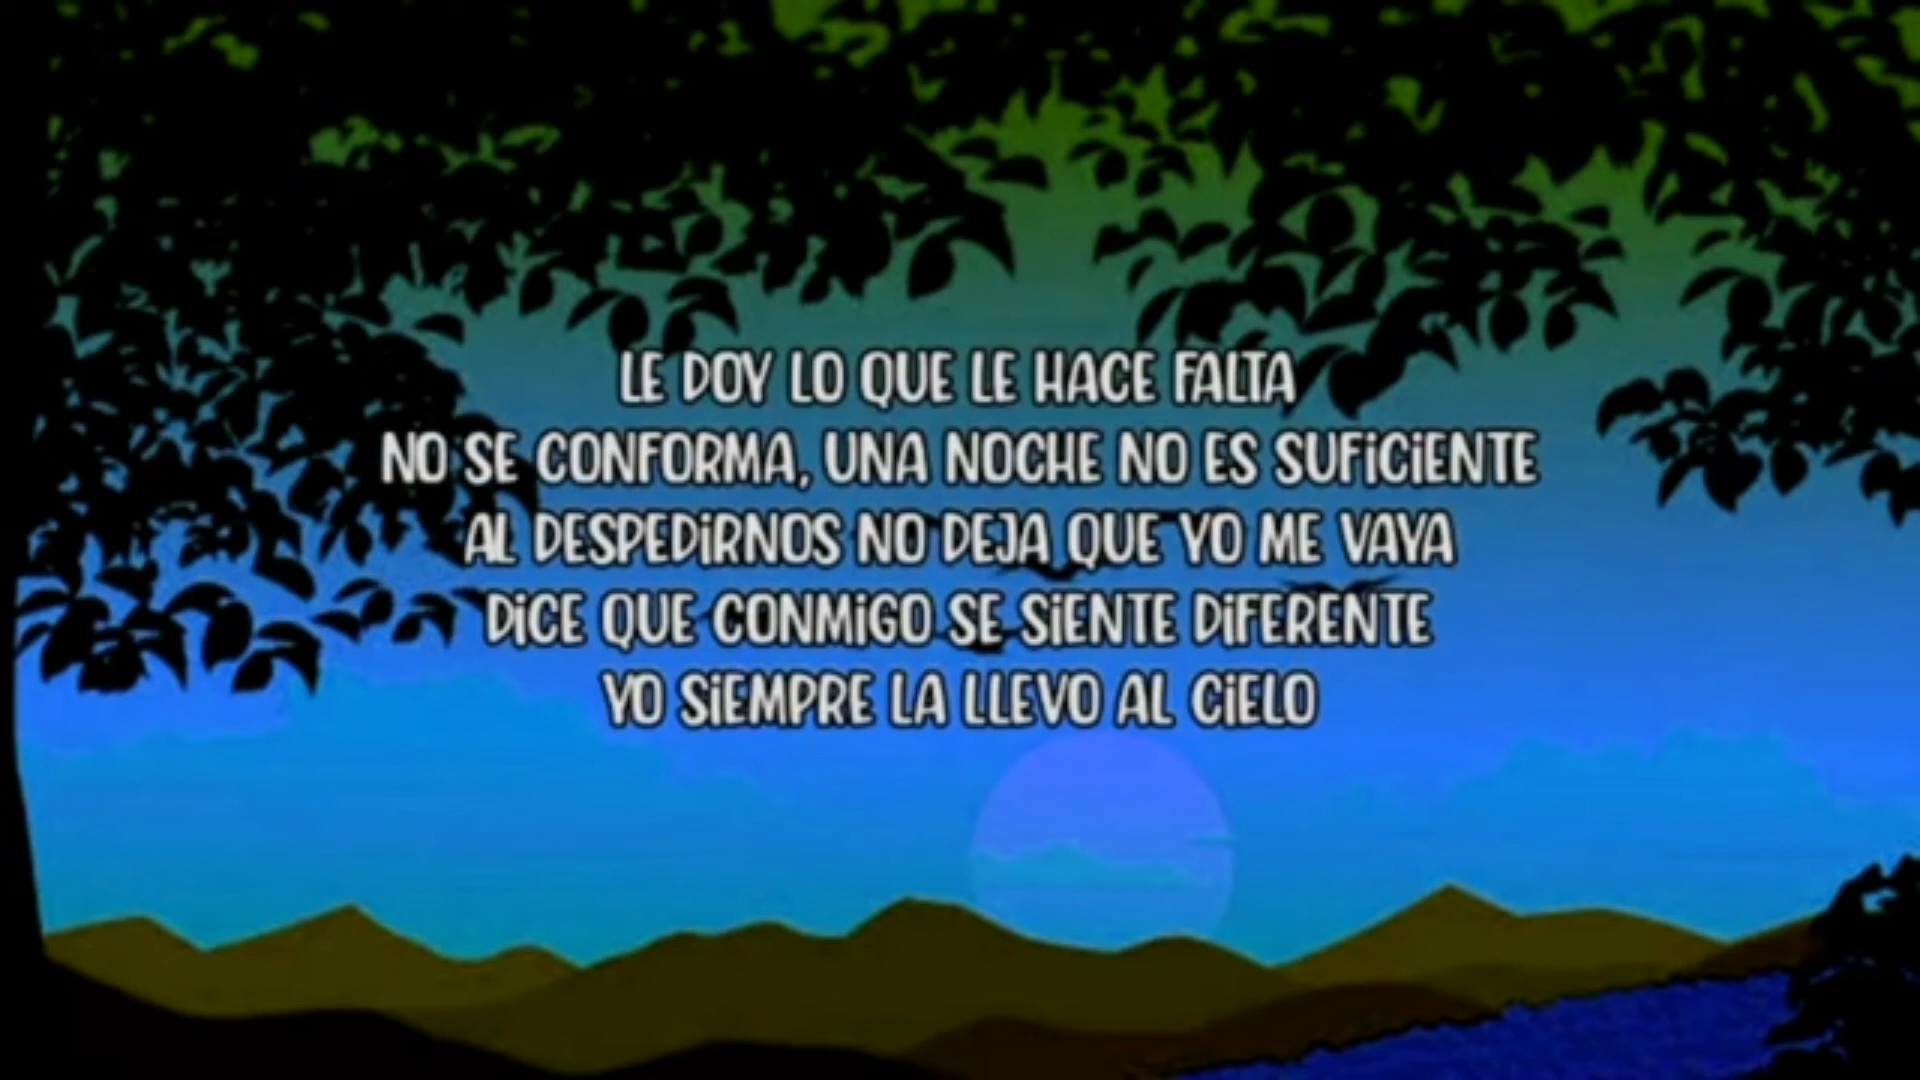 LE DOY LO QUE LE HACE FALTA
NO SE CONFORMA, UNA NOCHE NO ES SUFICIENTE
AL DESPEDIRNOS NO DEJA QUE YO ME VAYA
DICE QUE CONMIGO SE SIENTE DIFERENTE
YO SIEMPRE LA LLEVO AL CIELO